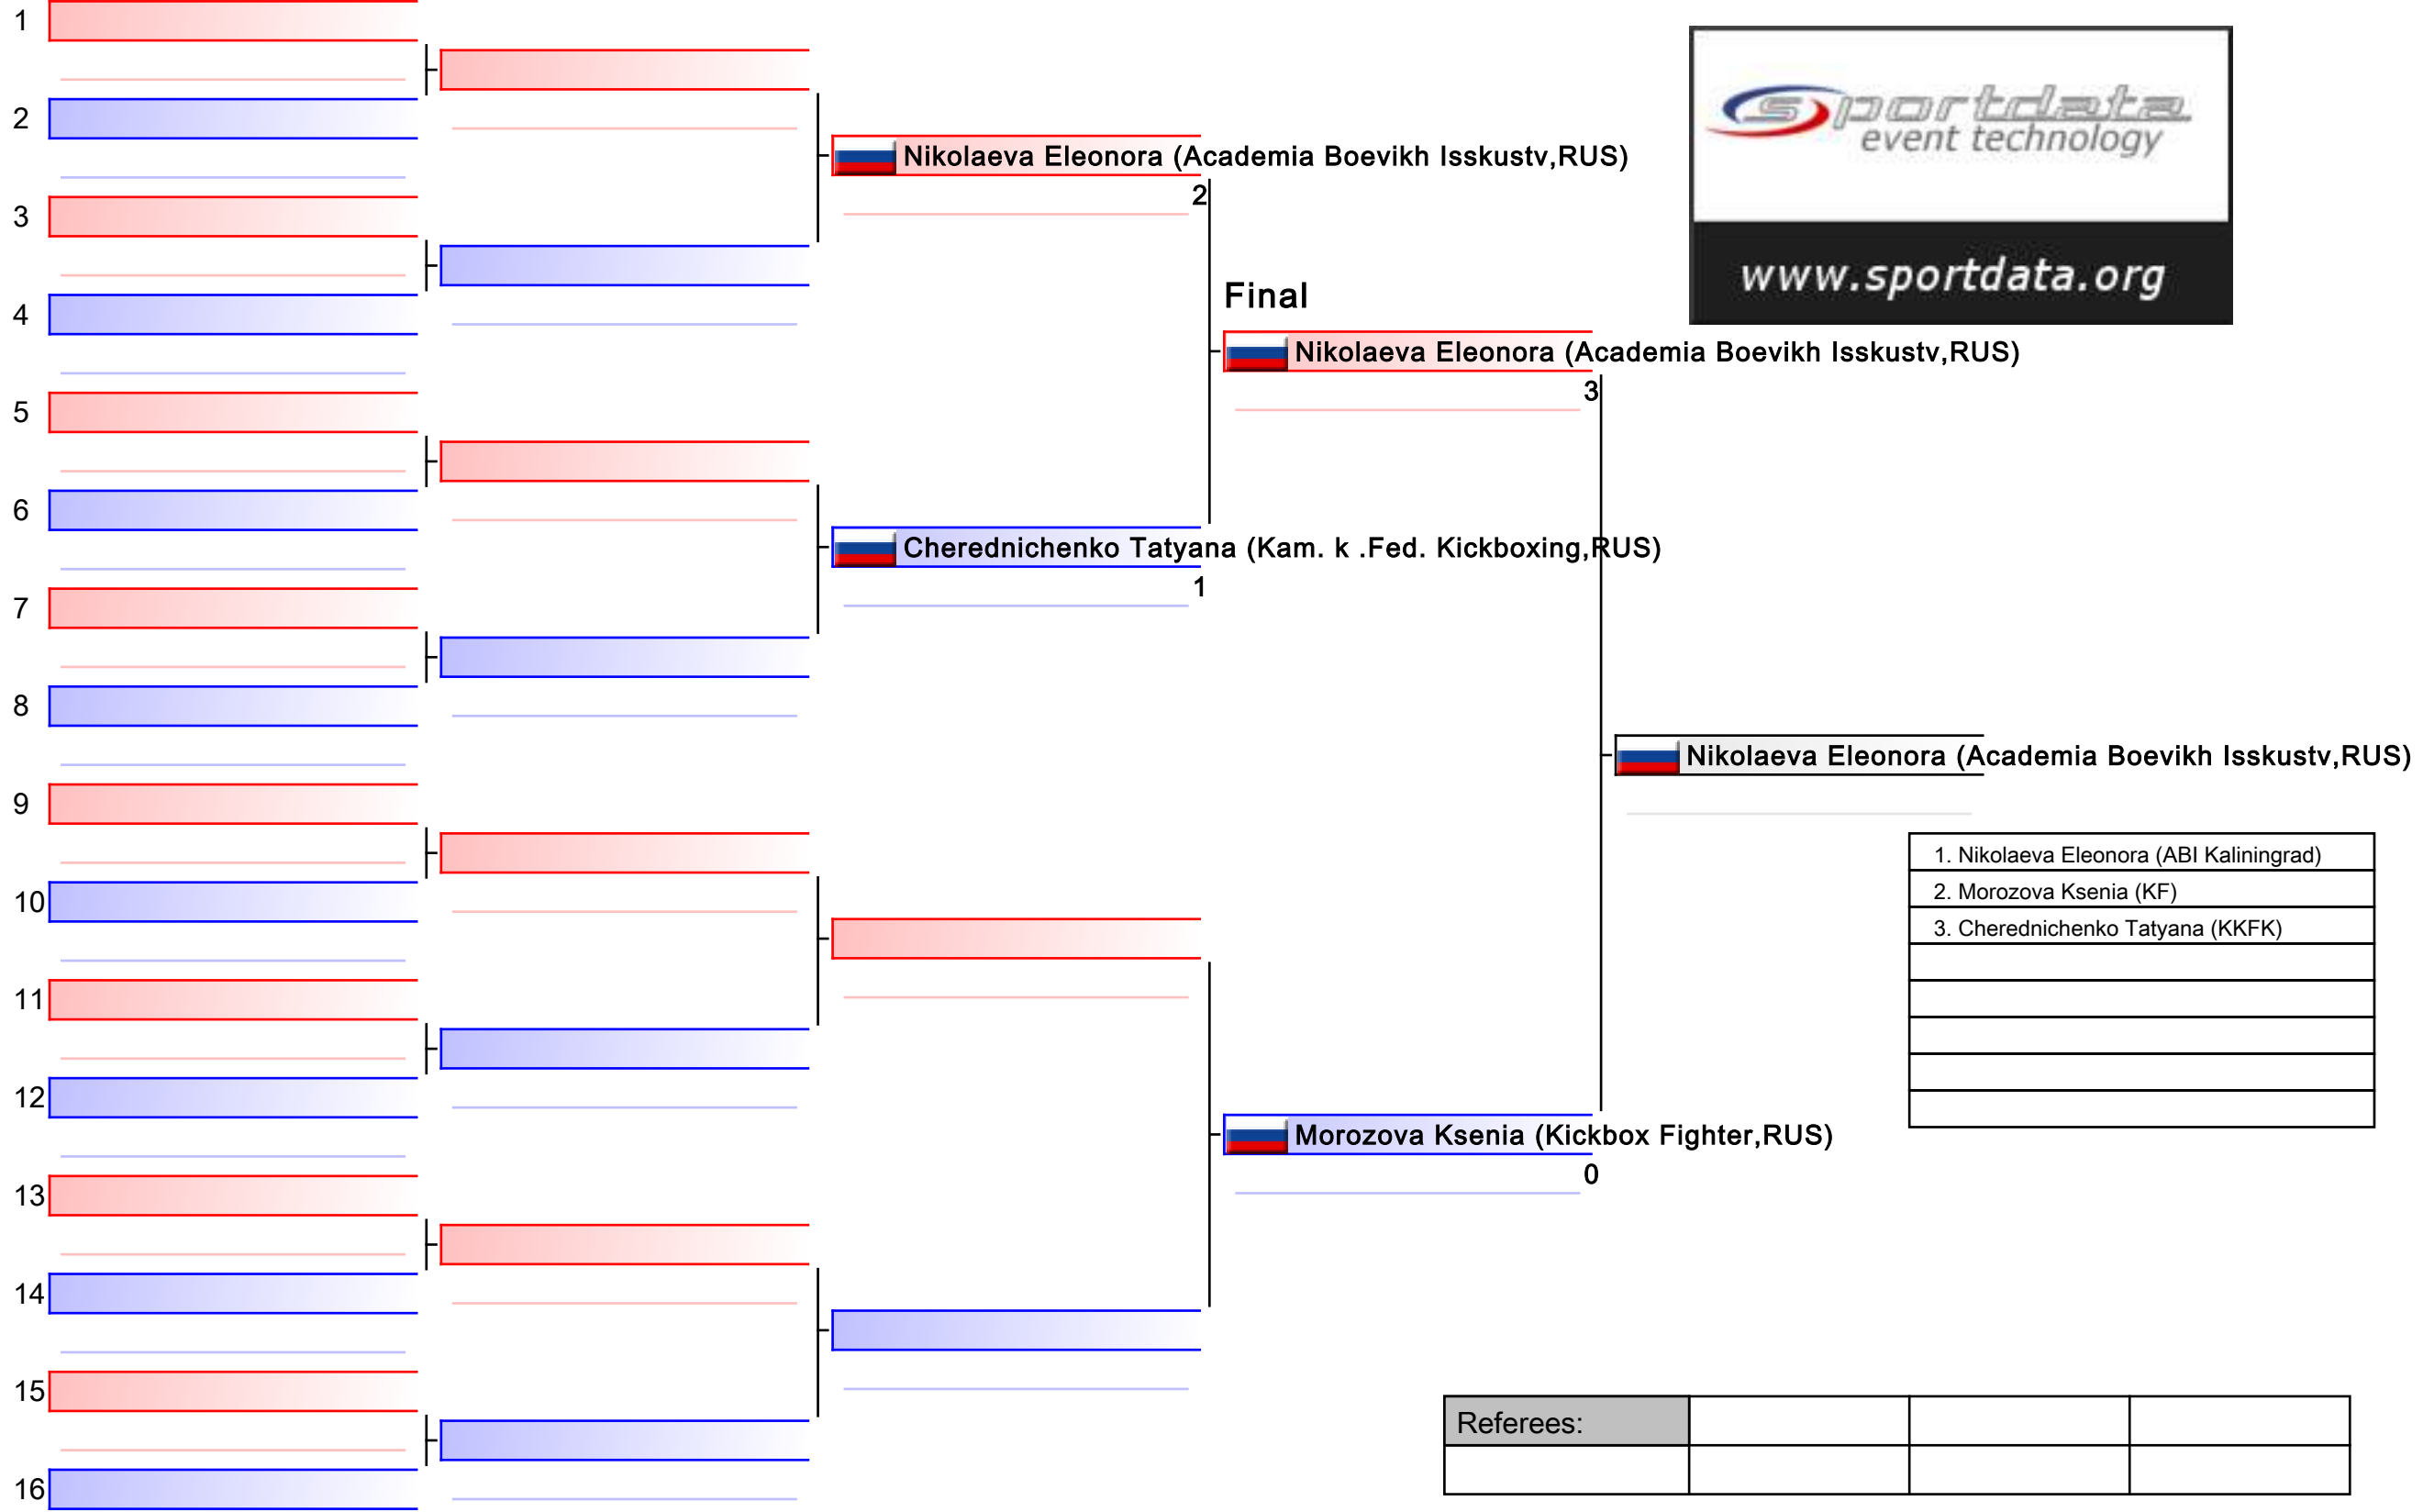 1
2
Nikolaeva Eleonora (Academia Boevikh Isskustv,RUS)
2
3
4
5
6
Cherednichenko Tatyana (Kam. k .Fed. Kickboxing,RUS)
1
7
8
9
10
11
12
13
14
15
16
Final
Nikolaeva Eleonora (Academia Boevikh Isskustv,RUS)
3
Morozova Ksenia (Kickbox Fighter,RUS)
0
Nikolaeva Eleonora (Academia Boevikh Isskustv,RUS)
sportdata
event technology
www.sportdata.org
1. Nikolaeva Eleonora (ABI Kaliningrad)
2. Morozova Ksenia (KF)
3. Cherednichenko Tatyana (KKFK)
Referees: